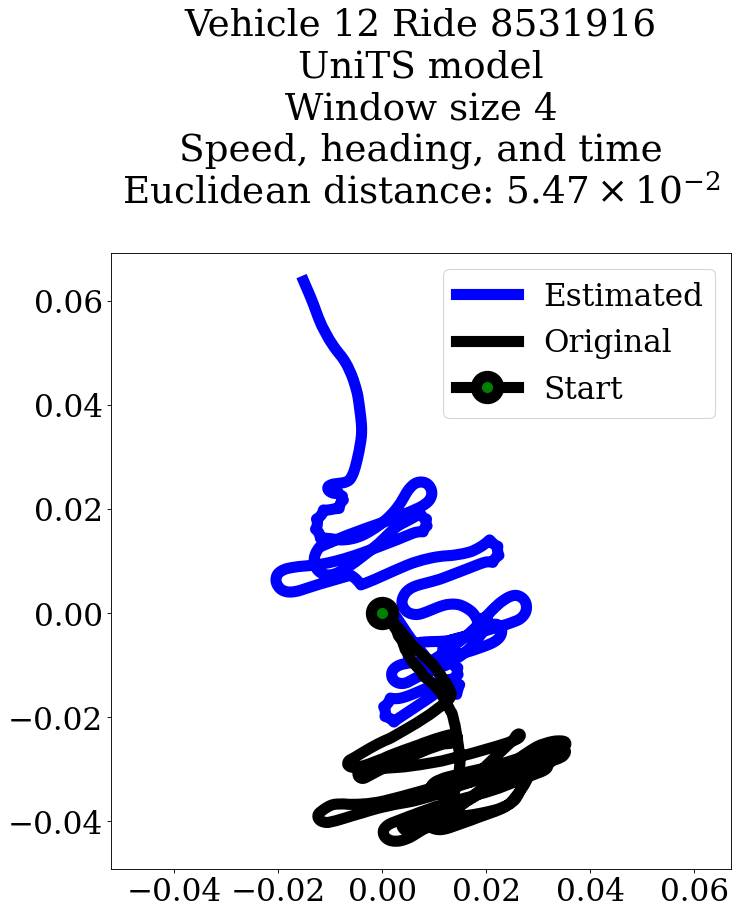 Vehicle 12 Ride 8531916
UniTS model
Window size 4
Speed, heading, and time
Euclidean distance: 5.47 × 10⁻²
Estimated
Original
Start
0.06
0.04
0.02
0.00
−0.02
−0.04
−0.04 −0.02 0.00 0.02 0.04 0.06